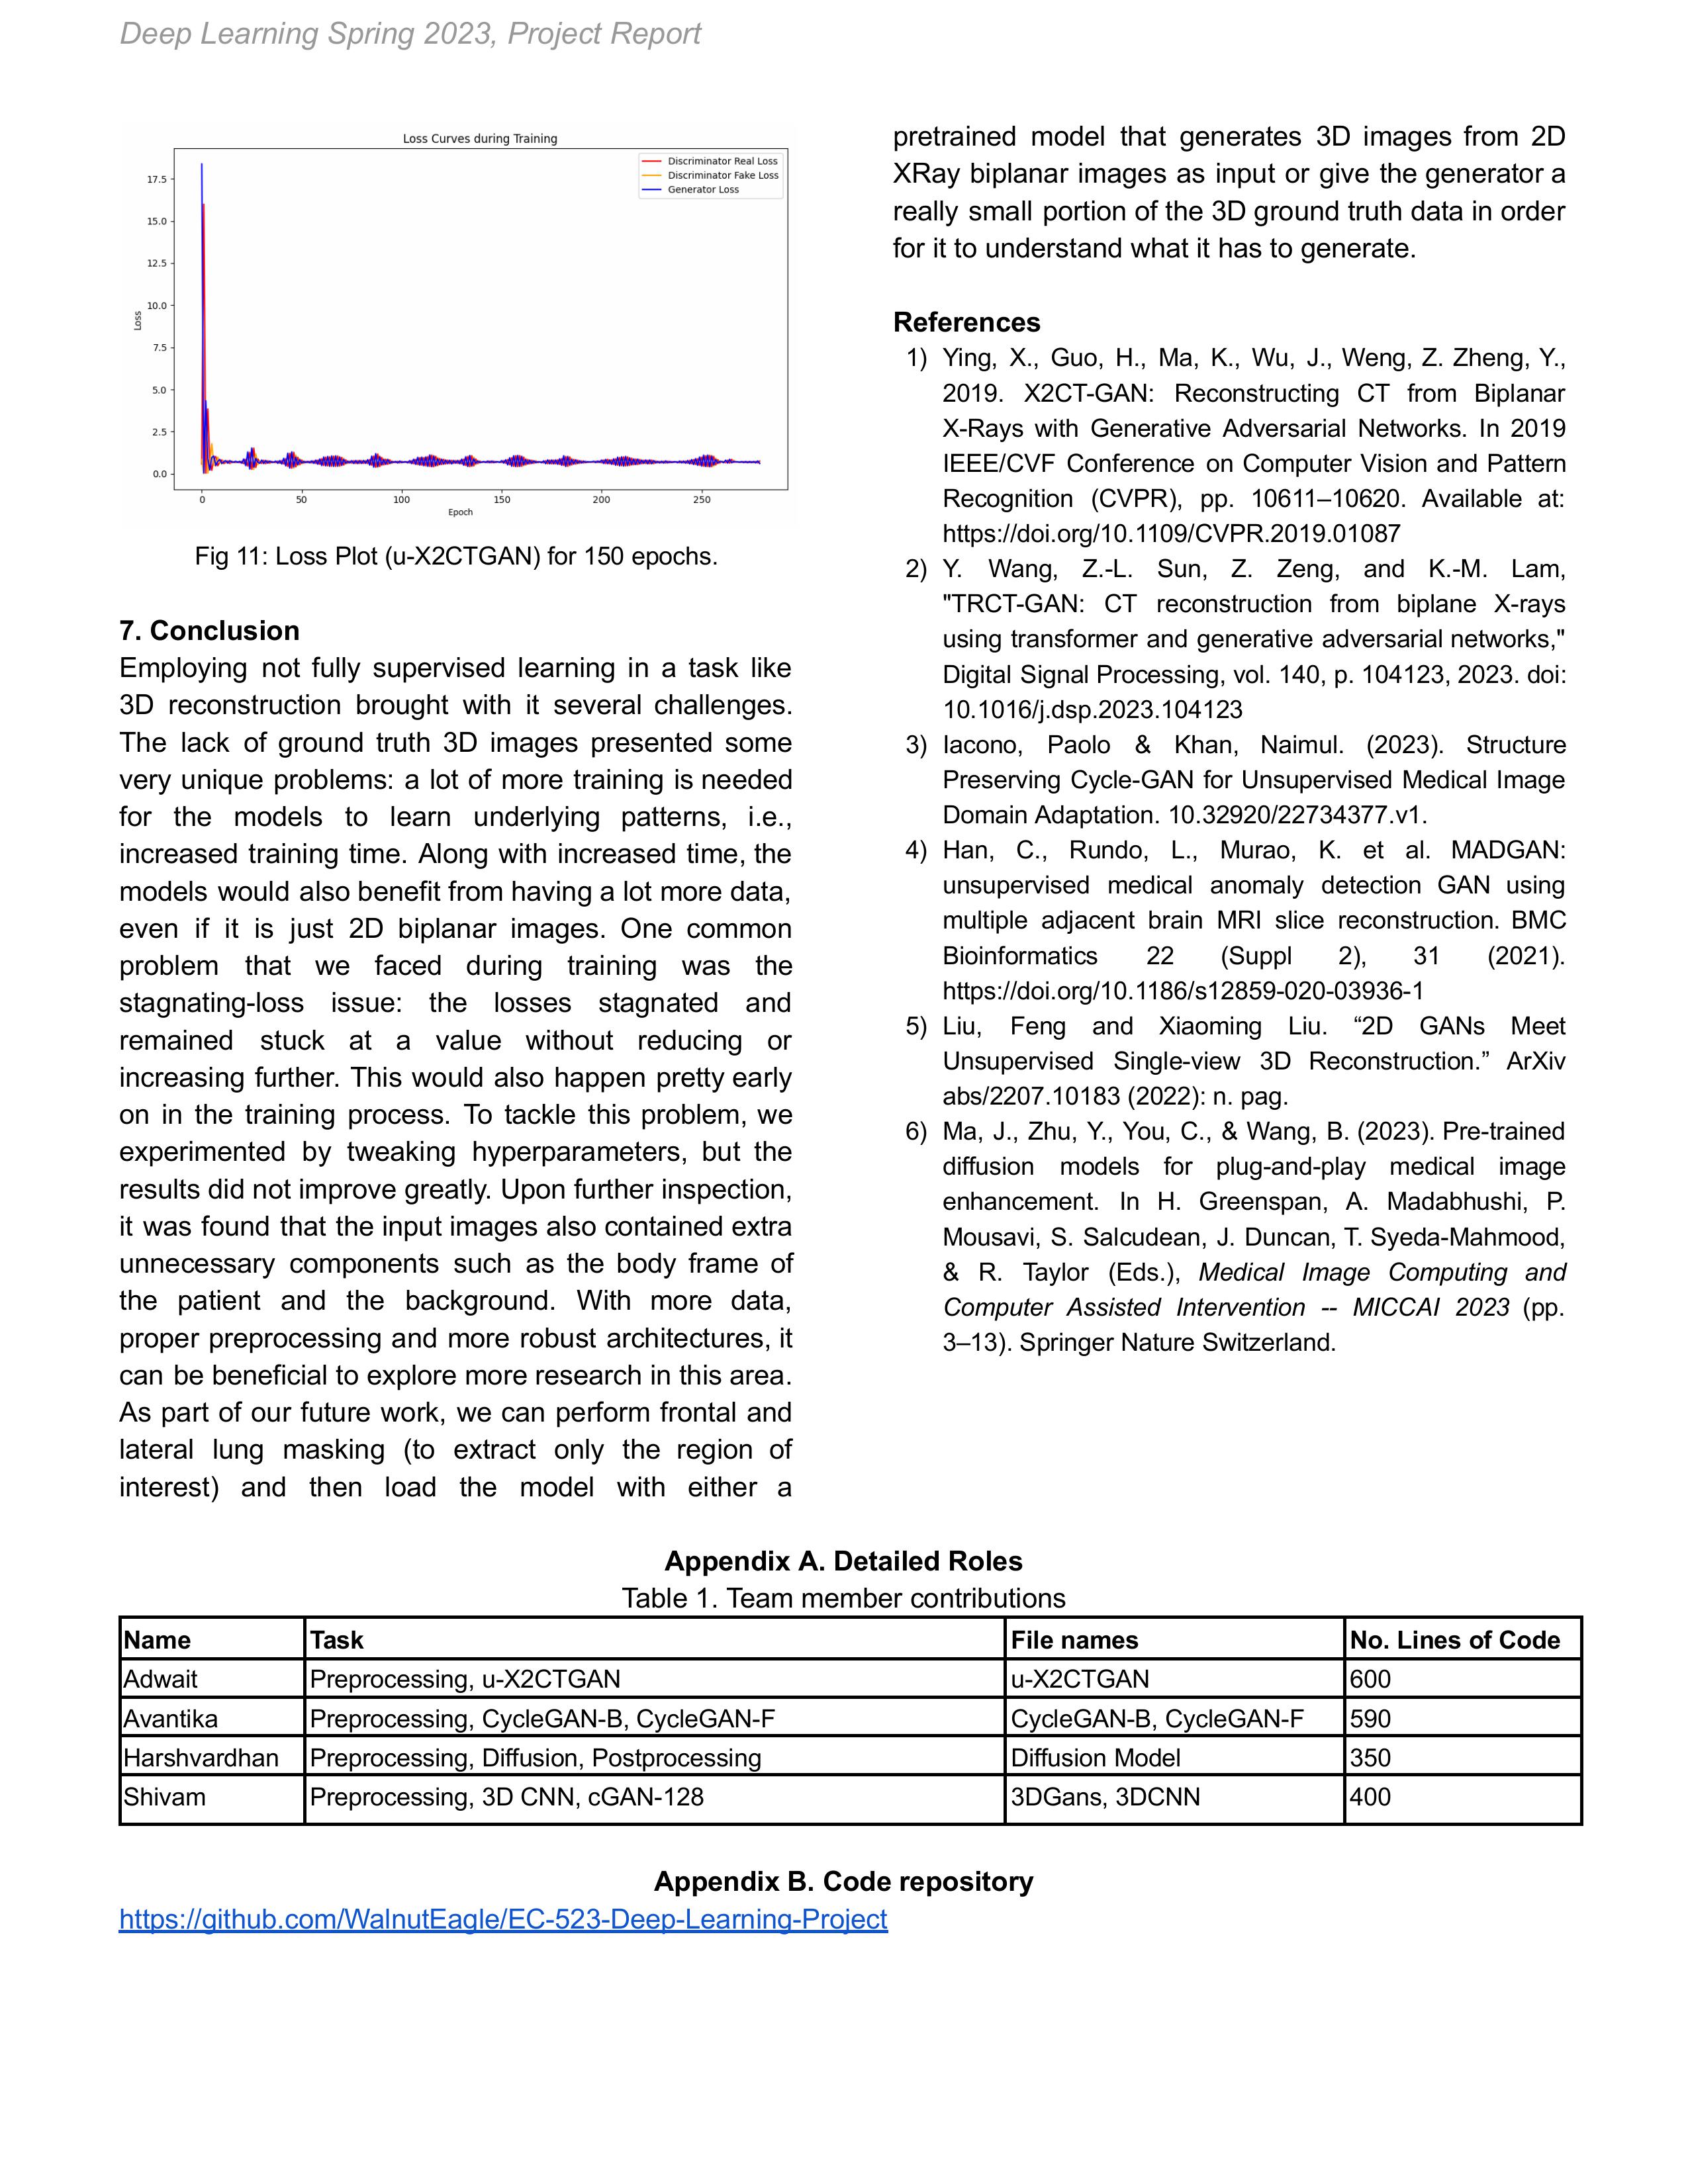 Deep Learning Spring 2023, Project Report
Loss Curves during Training
Discriminator Real Loss
Discriminator Fake Loss
Generator Loss
17.5
15.0
12.5
10.0
7.5
5.0
2.5
0.0
Loss
0 50 100 150 200 250
Epoch
Fig 11: Loss Plot (u-X2CTGAN) for 150 epochs.
7. Conclusion
Employing not fully supervised learning in a task like
3D reconstruction brought with it several challenges.
The lack of ground truth 3D images presented some
very unique problems: a lot of more training is needed
for the models to learn underlying patterns, i.e.,
increased training time. Along with increased time, the
models would also benefit from having a lot more data,
even if it is just 2D biplanar images. One common
problem that we faced during training was the
stagnating-loss issue: the losses stagnated and
remained stuck at a value without reducing or
increasing further. This would also happen pretty early
on in the training process. To tackle this problem, we
experimented by tweaking hyperparameters, but the
results did not improve greatly. Upon further inspection,
it was found that the input images also contained extra
unnecessary components such as the body frame of
the patient and the background. With more data,
proper preprocessing and more robust architectures, it
can be beneficial to explore more research in this area.
As part of our future work, we can perform frontal and
lateral lung masking (to extract only the region of
interest) and then load the model with either a
pretrained model that generates 3D images from 2D
XRay biplanar images as input or give the generator a
really small portion of the 3D ground truth data in order
for it to understand what it has to generate.
References
1) Ying, X., Guo, H., Ma, K., Wu, J., Weng, Z. Zheng, Y.,
2019. X2CT-GAN: Reconstructing CT from Biplanar
X-Rays with Generative Adversarial Networks. In 2019
IEEE/CVF Conference on Computer Vision and Pattern
Recognition (CVPR), pp. 10611–10620. Available at:
https://doi.org/10.1109/CVPR.2019.01087
2) Y. Wang, Z.-L. Sun, Z. Zeng, and K.-M. Lam,
"TRCT-GAN: CT reconstruction from biplane X-rays
using transformer and generative adversarial networks,"
Digital Signal Processing, vol. 140, p. 104123, 2023. doi:
10.1016/j.dsp.2023.104123
3) Iacono, Paolo & Khan, Naimul. (2023). Structure
Preserving Cycle-GAN for Unsupervised Medical Image
Domain Adaptation. 10.32920/22734377.v1.
4) Han, C., Rundo, L., Murao, K. et al. MADGAN:
unsupervised medical anomaly detection GAN using
multiple adjacent brain MRI slice reconstruction. BMC
Bioinformatics 22 (Suppl 2), 31 (2021).
https://doi.org/10.1186/s12859-020-03936-1
5) Liu, Feng and Xiaoming Liu. “2D GANs Meet
Unsupervised Single-view 3D Reconstruction.” ArXiv
abs/2207.10183 (2022): n. pag.
6) Ma, J., Zhu, Y., You, C., & Wang, B. (2023). Pre-trained
diffusion models for plug-and-play medical image
enhancement. In H. Greenspan, A. Madabhushi, P.
Mousavi, S. Salcudean, J. Duncan, T. Syeda-Mahmood,
& R. Taylor (Eds.), Medical Image Computing and
Computer Assisted Intervention -- MICCAI 2023 (pp.
3–13). Springer Nature Switzerland.
Appendix A. Detailed Roles
Table 1. Team member contributions
Name Task File names No. Lines of Code
Adwait Preprocessing, u-X2CTGAN u-X2CTGAN 600
Avantika Preprocessing, CycleGAN-B, CycleGAN-F CycleGAN-B, CycleGAN-F 590
Harshvardhan Preprocessing, Diffusion, Postprocessing Diffusion Model 350
Shivam Preprocessing, 3D CNN, cGAN-128 3DGans, 3DCNN 400
Appendix B. Code repository
https://github.com/WalnutEagle/EC-523-Deep-Learning-Project